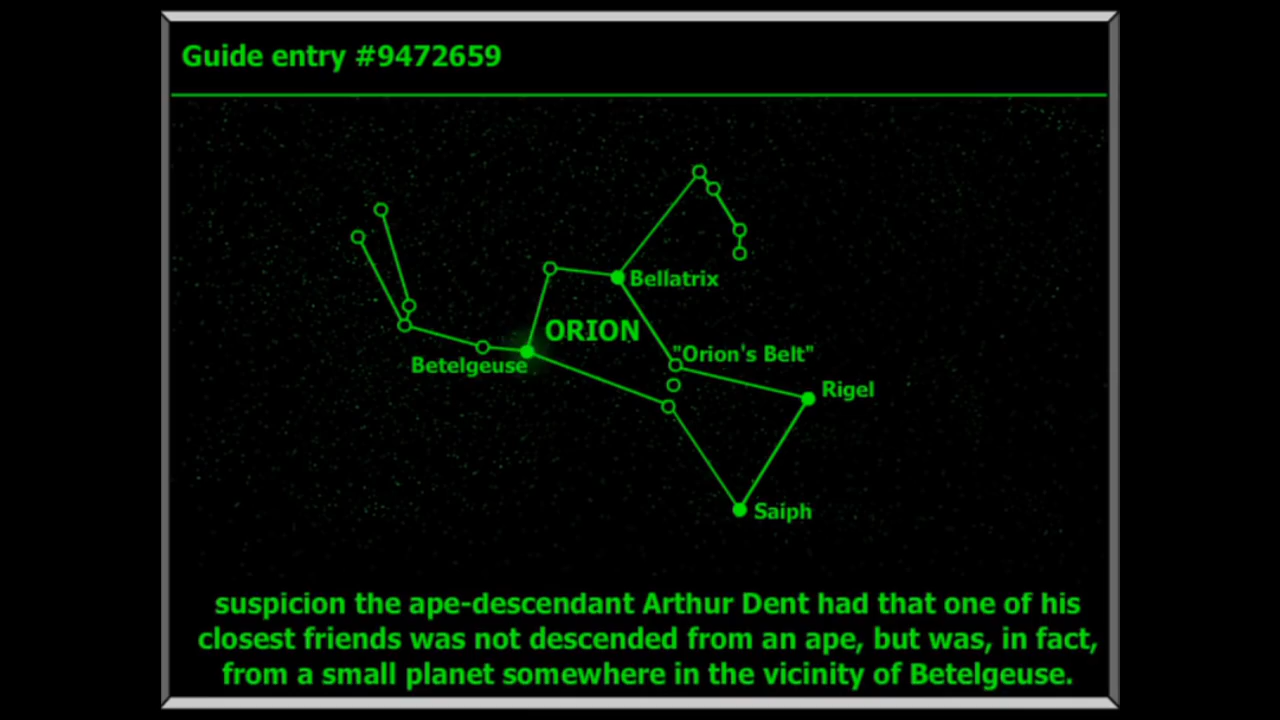 Guide entry #9472659
Bellatrix
ORION
"Orion's Belt"
Betelgeuse
Rigel
Saiph
suspicion the ape-descendant Arthur Dent had that one of his
closest friends was not descended from an ape, but was, in fact,
from a small planet somewhere in the vicinity of Betelgeuse.